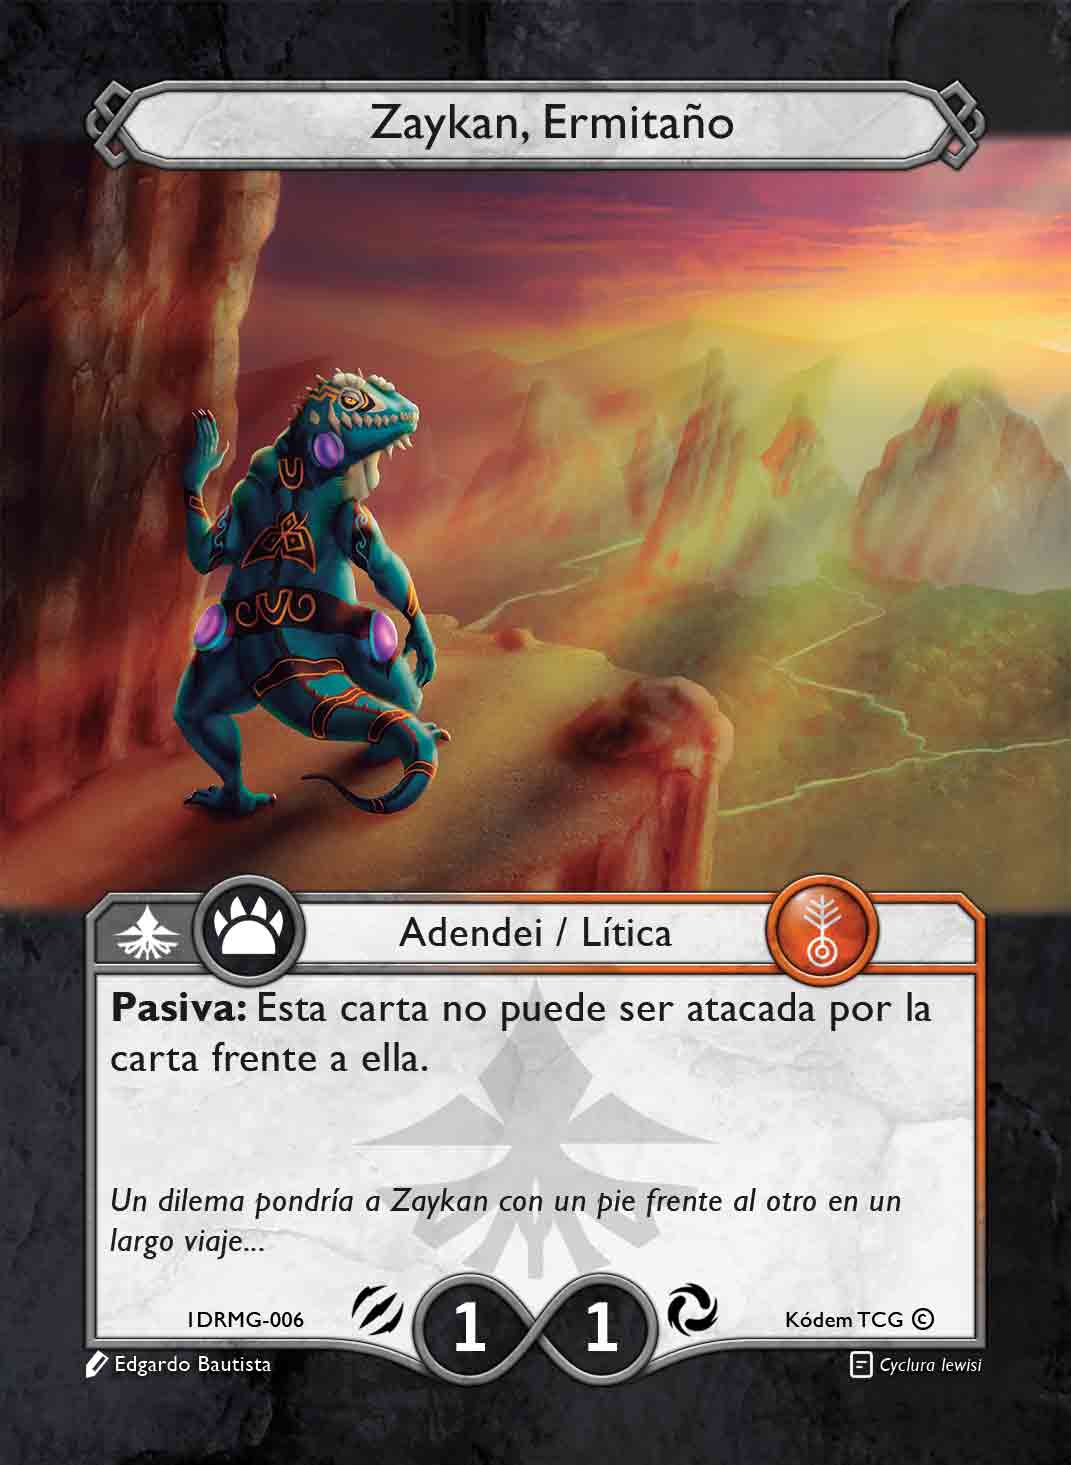 Zaykan, Ermitaño
Adendei / Lítica
Pasiva: Esta carta no puede ser atacada por la
carta frente a ella.
Un dilema pondría a Zaykan con un pie frente al otro en un
largo viaje...
1DRMG-006
1
1
Kódem TCG ©
Edgardo Bautista
Cyclura lewisi